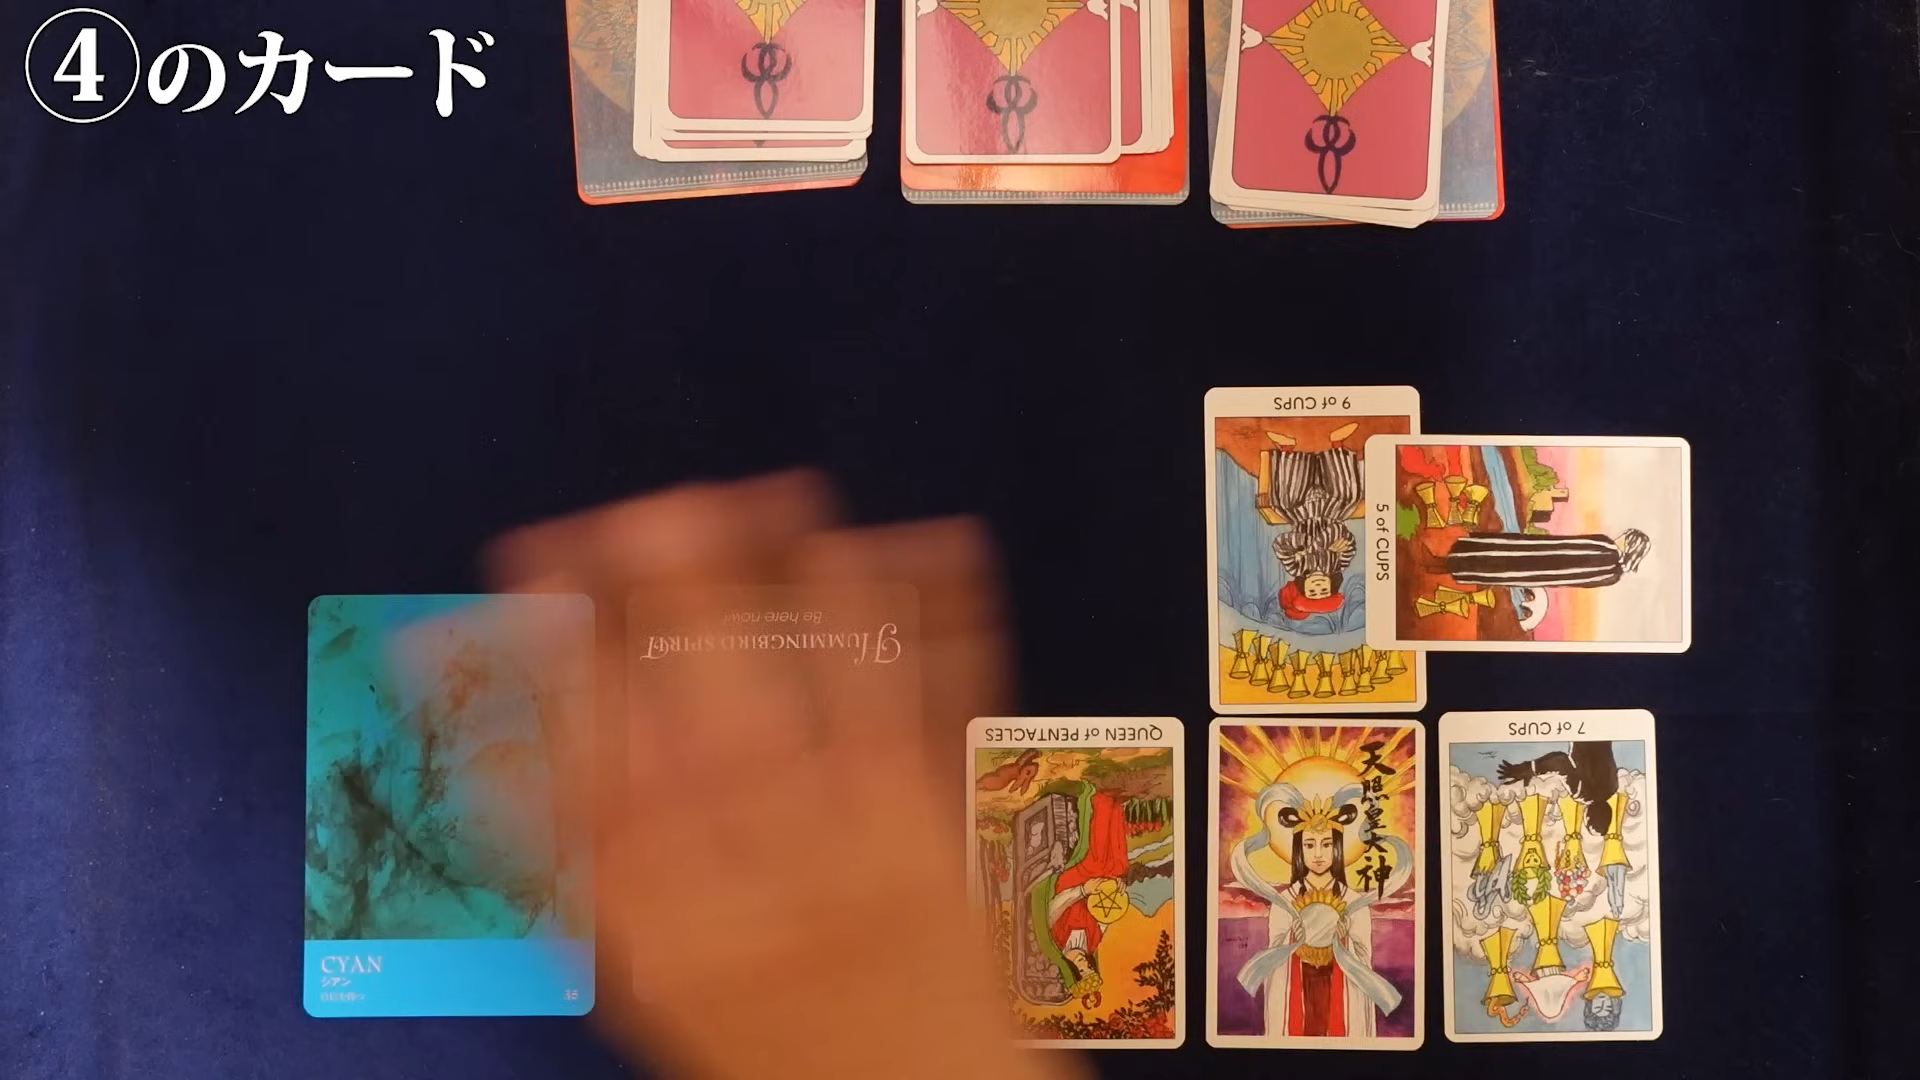 ④のカード
9 of CUPS
5 of CUPS
Be here now!
HUMMINGBIRD SPIRIT
QUEEN of PENTACLES
天照皇大神
7 of CUPS
CYAN
シアン